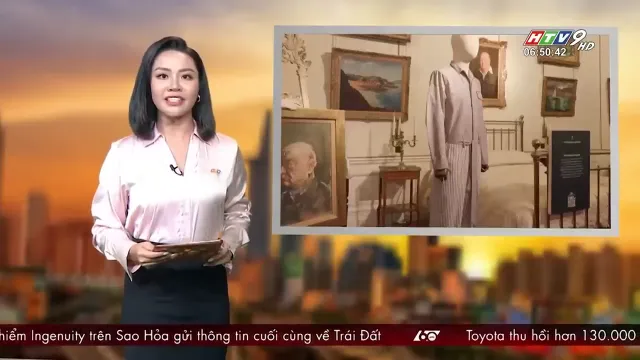 HTV9 HD
06:50:42
hiểm Ingenuity trên Sao Hỏa gửi thông tin cuối cùng về Trái Đất
60
Toyota thu hồi hơn 130.000